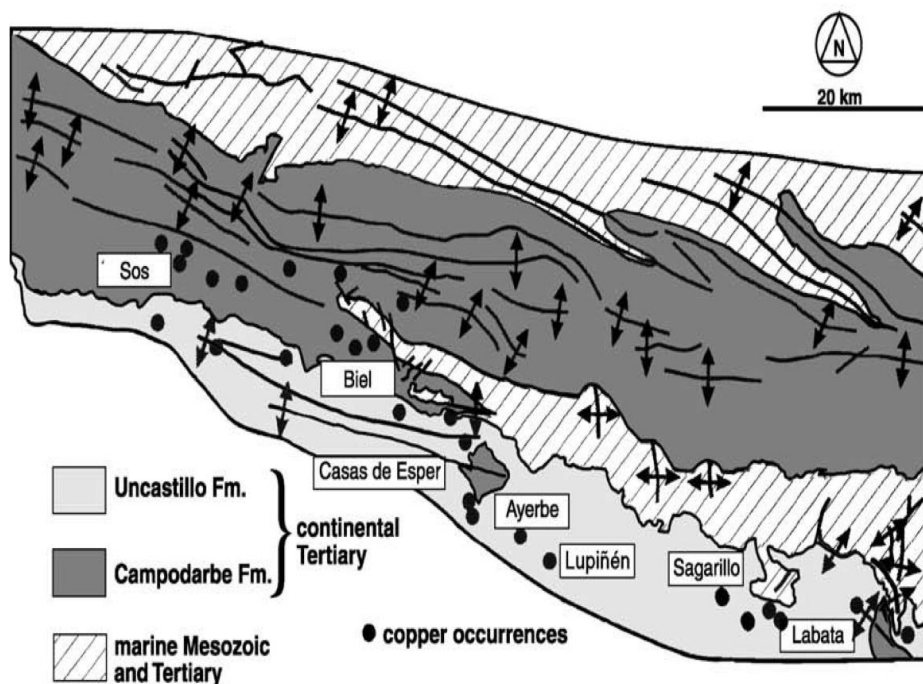 N
20 km
Sos
Biel
Casas de Esper
Ayerbe
Lupiñén
Sagarillo
Labata
Uncastillo Fm.
Campodarbe Fm.
continental
Tertiary
marine Mesozoic
and Tertiary
copper occurrences